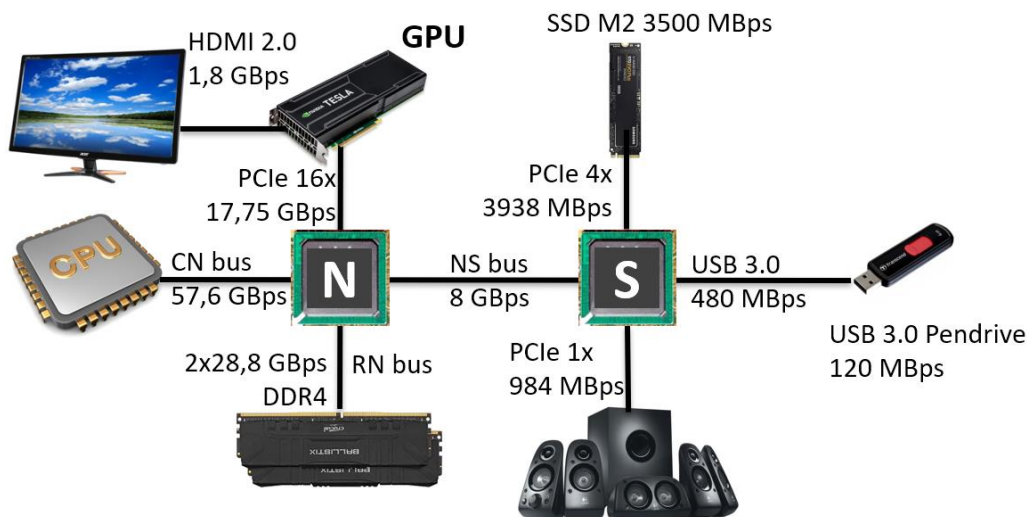 HDMI 2.0
1,8 GBps
GPU
SSD M2 3500 MBps
TESLA
PCIe 16x
17,75 GBps
PCIe 4x
3938 MBps
CPU
CN bus
57,6 GBps
N
NS bus
8 GBps
S
USB 3.0
480 MBps
USB 3.0 Pendrive
120 MBps
2x28,8 GBps
DDR4
RN bus
PCIe 1x
984 MBps
BALLISTIX
BALLISTIX